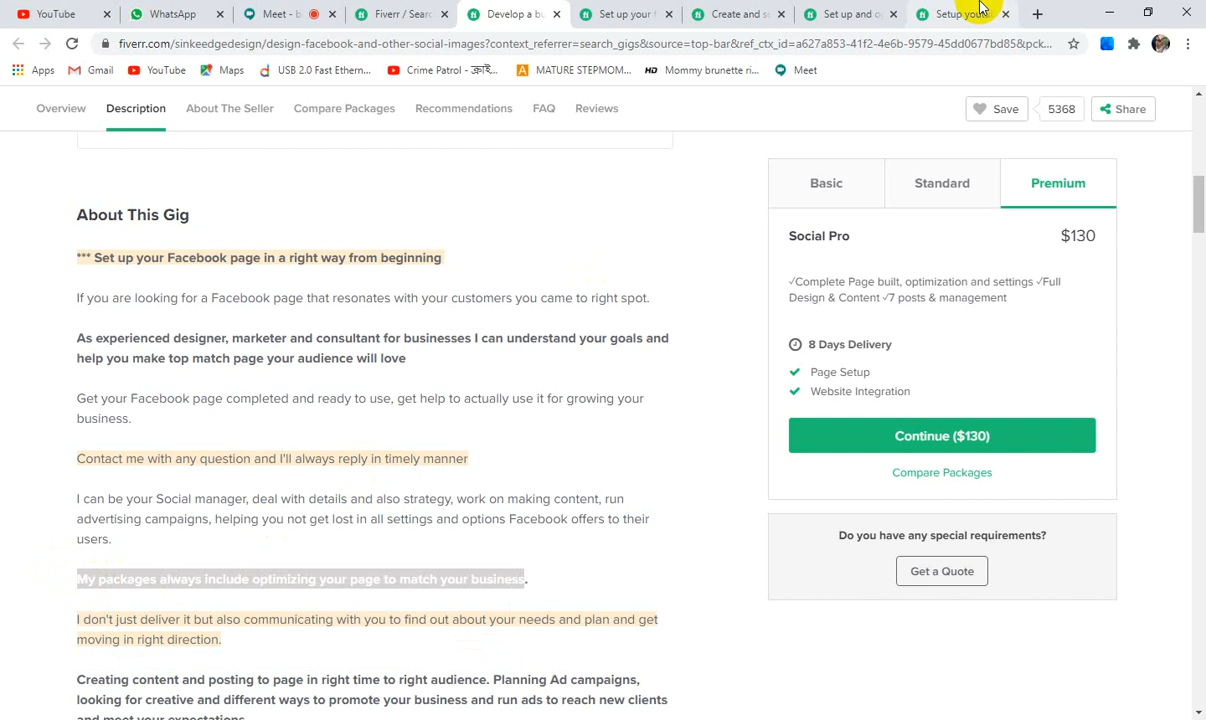 YouTube
WhatsApp
Meet - b
Fiverr / Sear
Develop a bu
Set up your f
Create and s
Set up and o
Setup you
fiverr.com/sinkeedgedesign/design-facebook-and-other-social-images?context_referrer=search_gigs&source=top-bar&ref_ctx_id=a627a853-41f2-4e6b-9579-45dd0677bd85&pck...
Apps
Gmail
YouTube
Maps
USB 2.0 Fast Ethern...
Crime Patrol - ক্রাই...
MATURE STEPMOM...
HD Mommy brunette ri...
Meet
Overview
Description
About The Seller
Compare Packages
Recommendations
FAQ
Reviews
Save
5368
Share
About This Gig
*** Set up your Facebook page in a right way from beginning
If you are looking for a Facebook page that resonates with your customers you came to right spot.
As experienced designer, marketer and consultant for businesses I can understand your goals and
help you make top match page your audience will love
Get your Facebook page completed and ready to use, get help to actually use it for growing your
business.
Contact me with any question and I'll always reply in timely manner
I can be your Social manager, deal with details and also strategy, work on making content, run
advertising campaigns, helping you not get lost in all settings and options Facebook offers to their
users.
My packages always include optimizing your page to match your business.
I don't just deliver it but also communicating with you to find out about your needs and plan and get
moving in right direction.
Creating content and posting to page in right time to right audience. Planning Ad campaigns,
looking for creative and different ways to promote your business and run ads to reach new clients
and meet your expectations
Basic
Standard
Premium
Social Pro
$130
√Complete Page built, optimization and settings √Full
Design & Content √7 posts & management
8 Days Delivery
Page Setup
Website Integration
Continue ($130)
Compare Packages
Do you have any special requirements?
Get a Quote